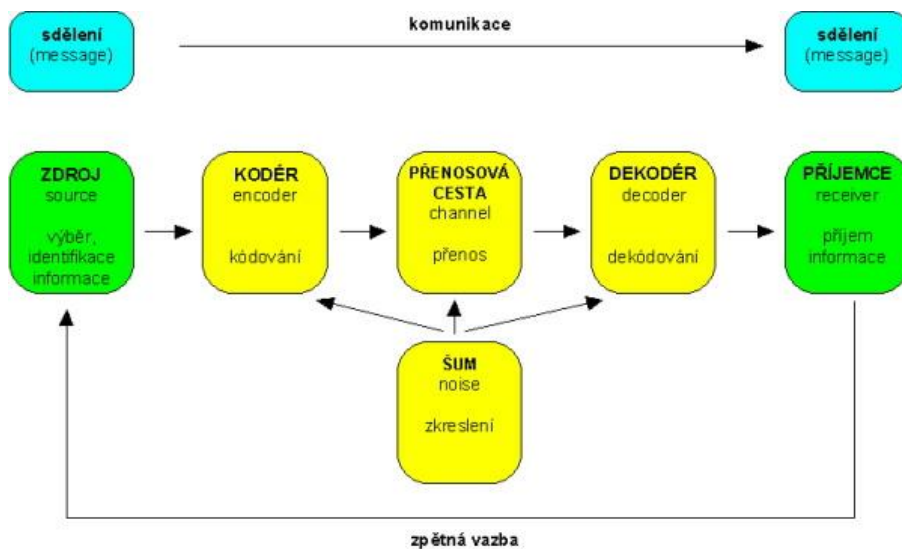 komunikace
sdělení
(message)
sdělení
(message)
ZDROJ
source
výběr,
identifikace
informace
KODÉR
encoder
kódování
PŘENOSOVÁ
CESTA
channel
přenos
DEKODÉR
decoder
dekódování
PŘÍJEMCE
receiver
příjem
informace
ŠUM
noise
zkreslení
zpětná vazba